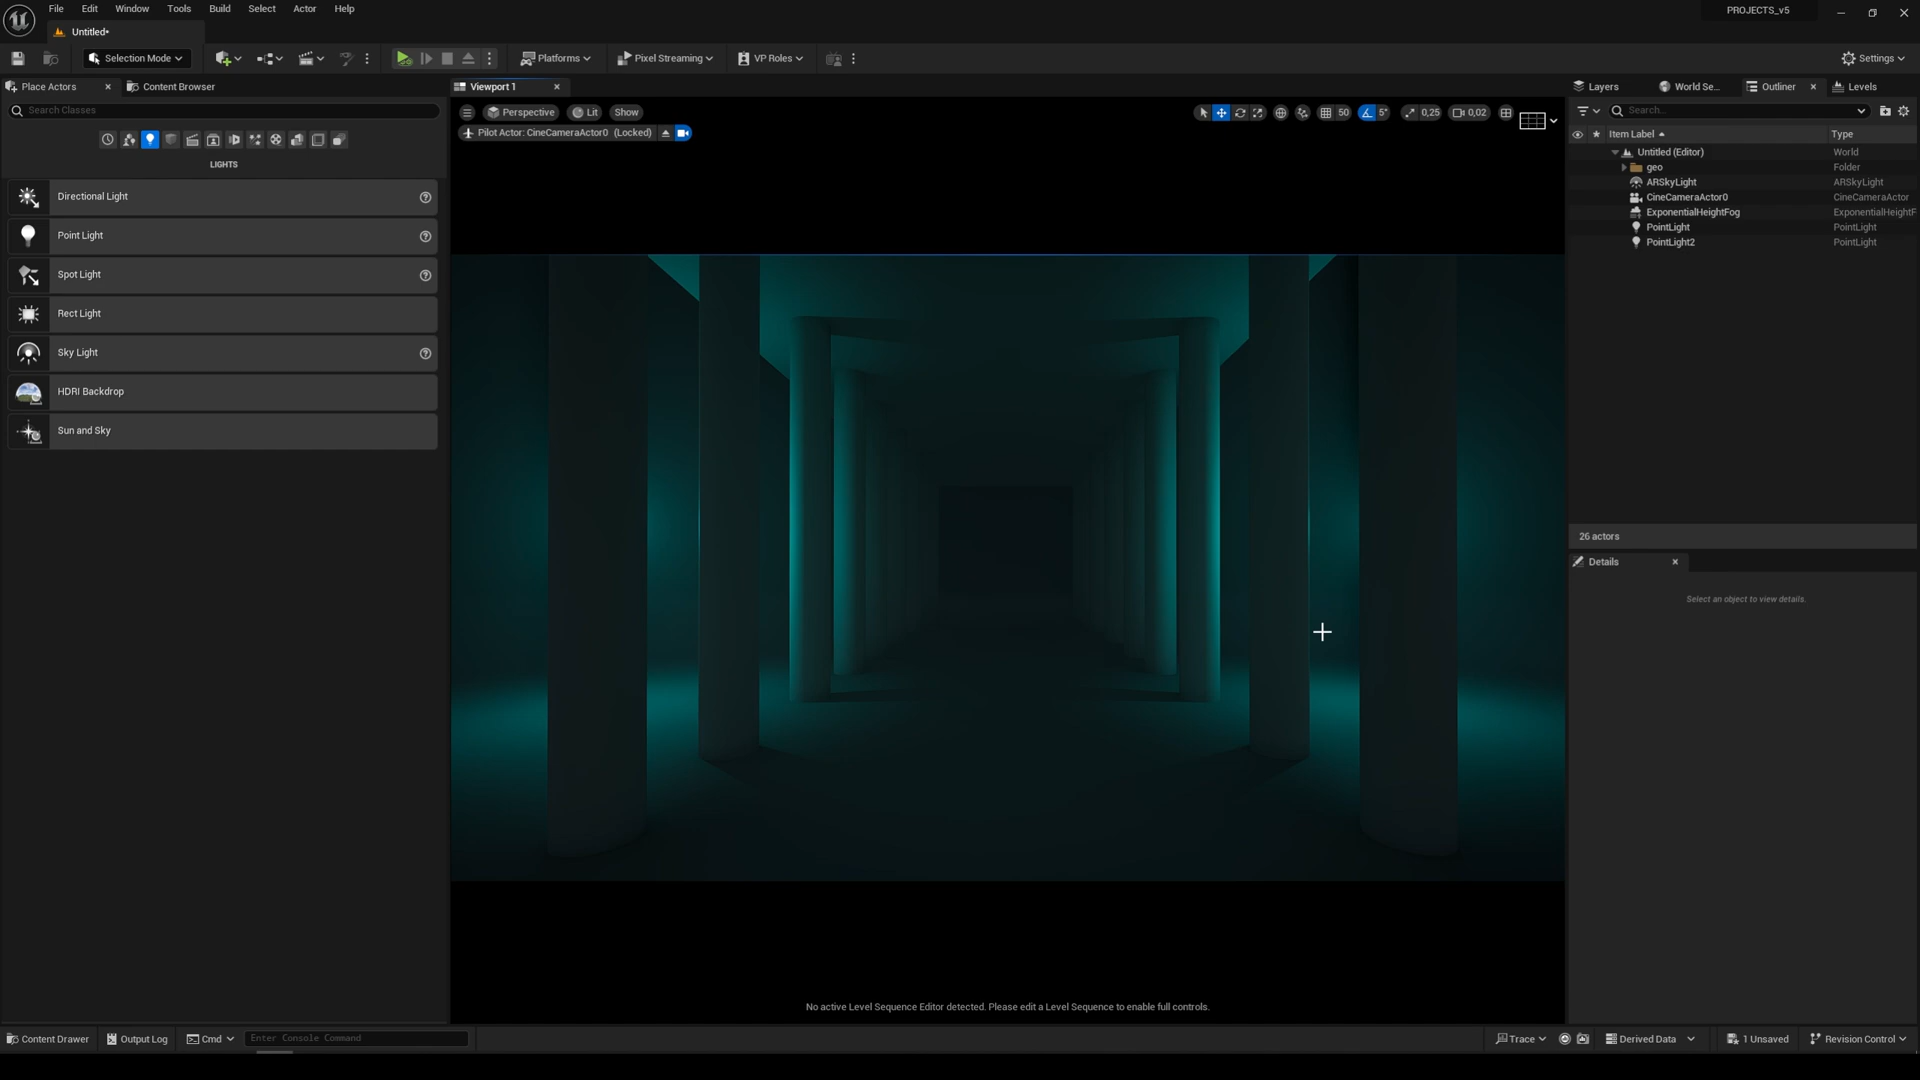 File Edit Window Tools Build Select Actor Help
PROJECTS_v5
Untitled•
Selection Mode
Platforms
Pixel Streaming
VP Roles
Settings
Place Actors
Content Browser
Viewport 1
Layers
World Se...
Outliner
Levels
Search Classes
Perspective
Lit
Show
50
5°
0,25
0,02
Search...
Pilot Actor: CineCameraActor0 (Locked)
Item Label
Type
LIGHTS
Untitled (Editor) World
geo Folder
ARSkyLight ARSkyLight
CineCameraActor0 CineCameraActor
ExponentialHeightFog ExponentialHeightF
PointLight PointLight
PointLight2 PointLight
Directional Light
Point Light
Spot Light
Rect Light
Sky Light
HDRI Backdrop
Sun and Sky
26 actors
Details
Select an object to view details.
No active Level Sequence Editor detected. Please edit a Level Sequence to enable full controls.
Content Drawer
Output Log
Cmd
Enter Console Command
Trace
Derived Data
1 Unsaved
Revision Control